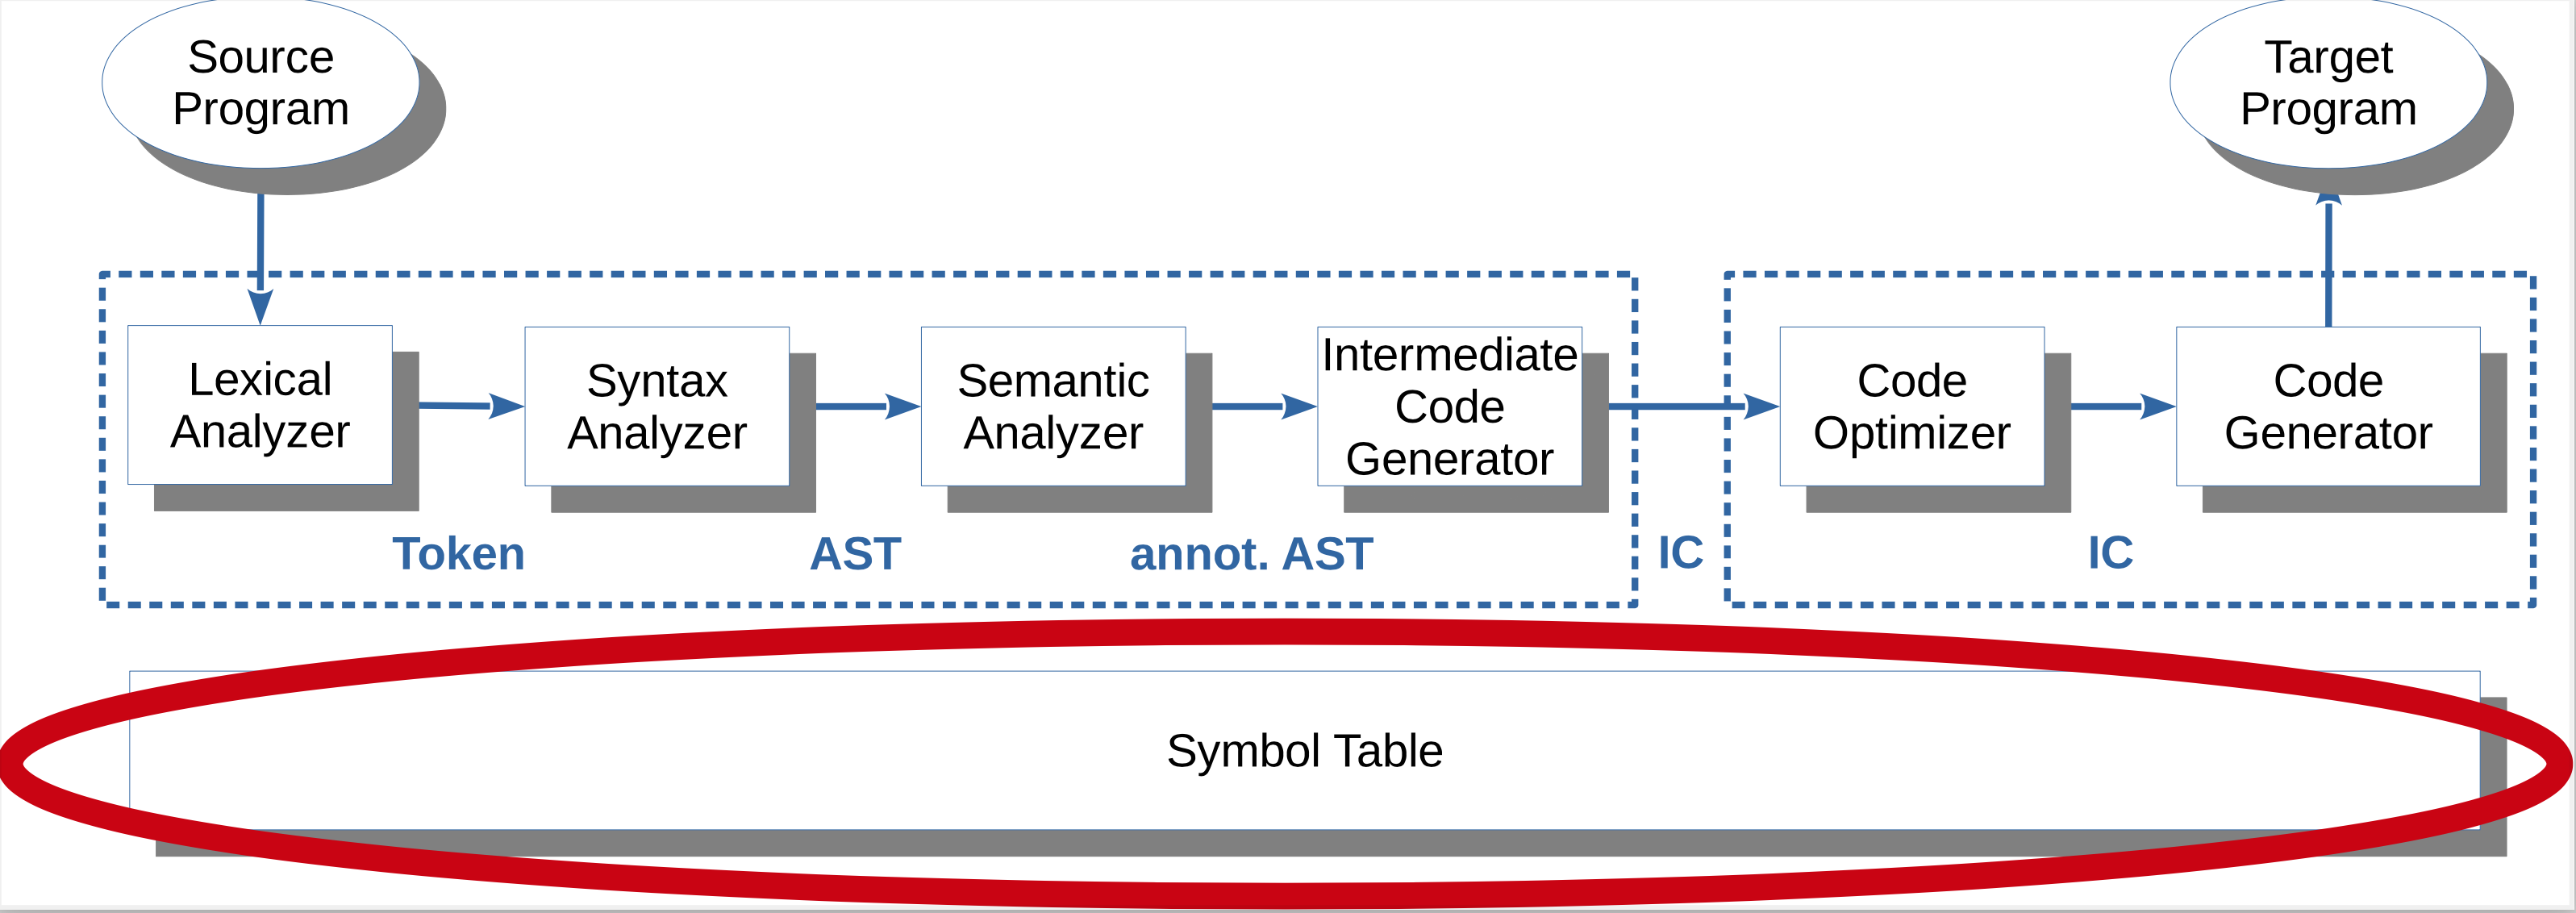 Source
Program
Target
Program
Lexical
Analyzer
Syntax
Analyzer
Semantic
Analyzer
Intermediate
Code
Generator
Code
Optimizer
Code
Generator
Token
AST
annot. AST
IC
IC
Symbol Table